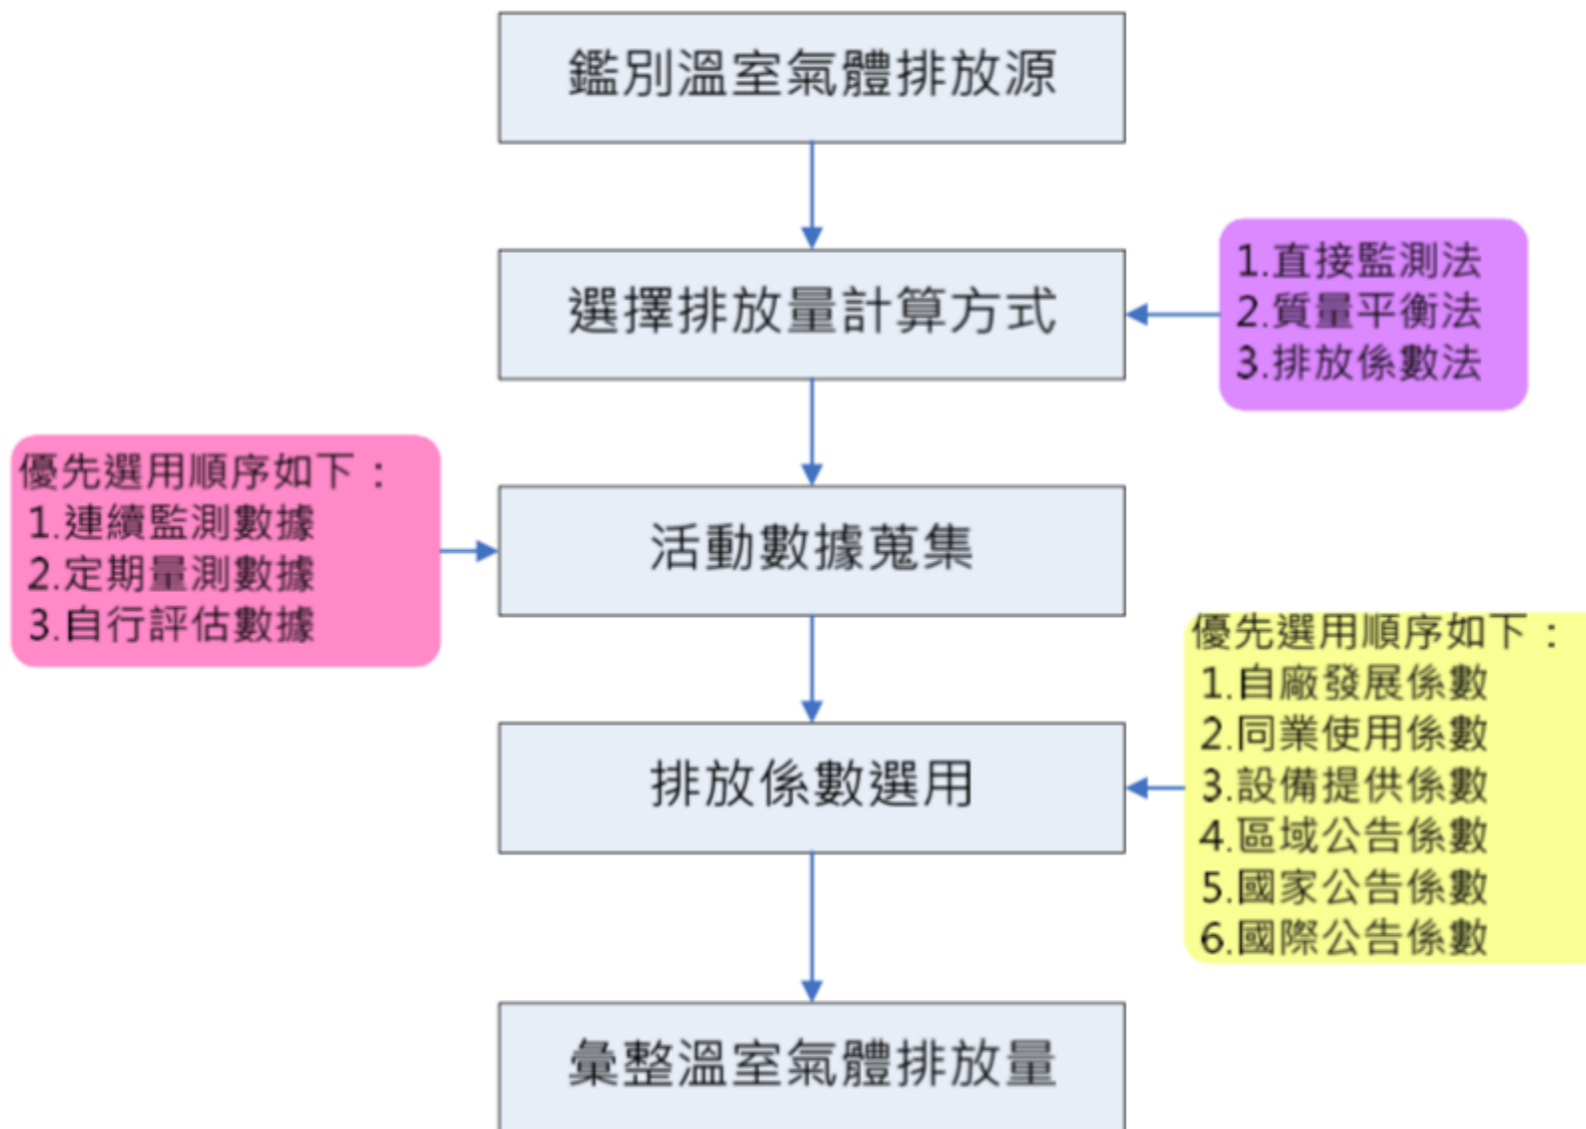 鑑別溫室氣體排放源
選擇排放量計算方式
1.直接監測法
2.質量平衡法
3.排放係數法
優先選用順序如下：
1.連續監測數據
2.定期量測數據
3.自行評估數據
活動數據蒐集
優先選用順序如下：
1.自廠發展係數
2.同業使用係數
3.設備提供係數
4.區域公告係數
5.國家公告係數
6.國際公告係數
排放係數選用
彙整溫室氣體排放量